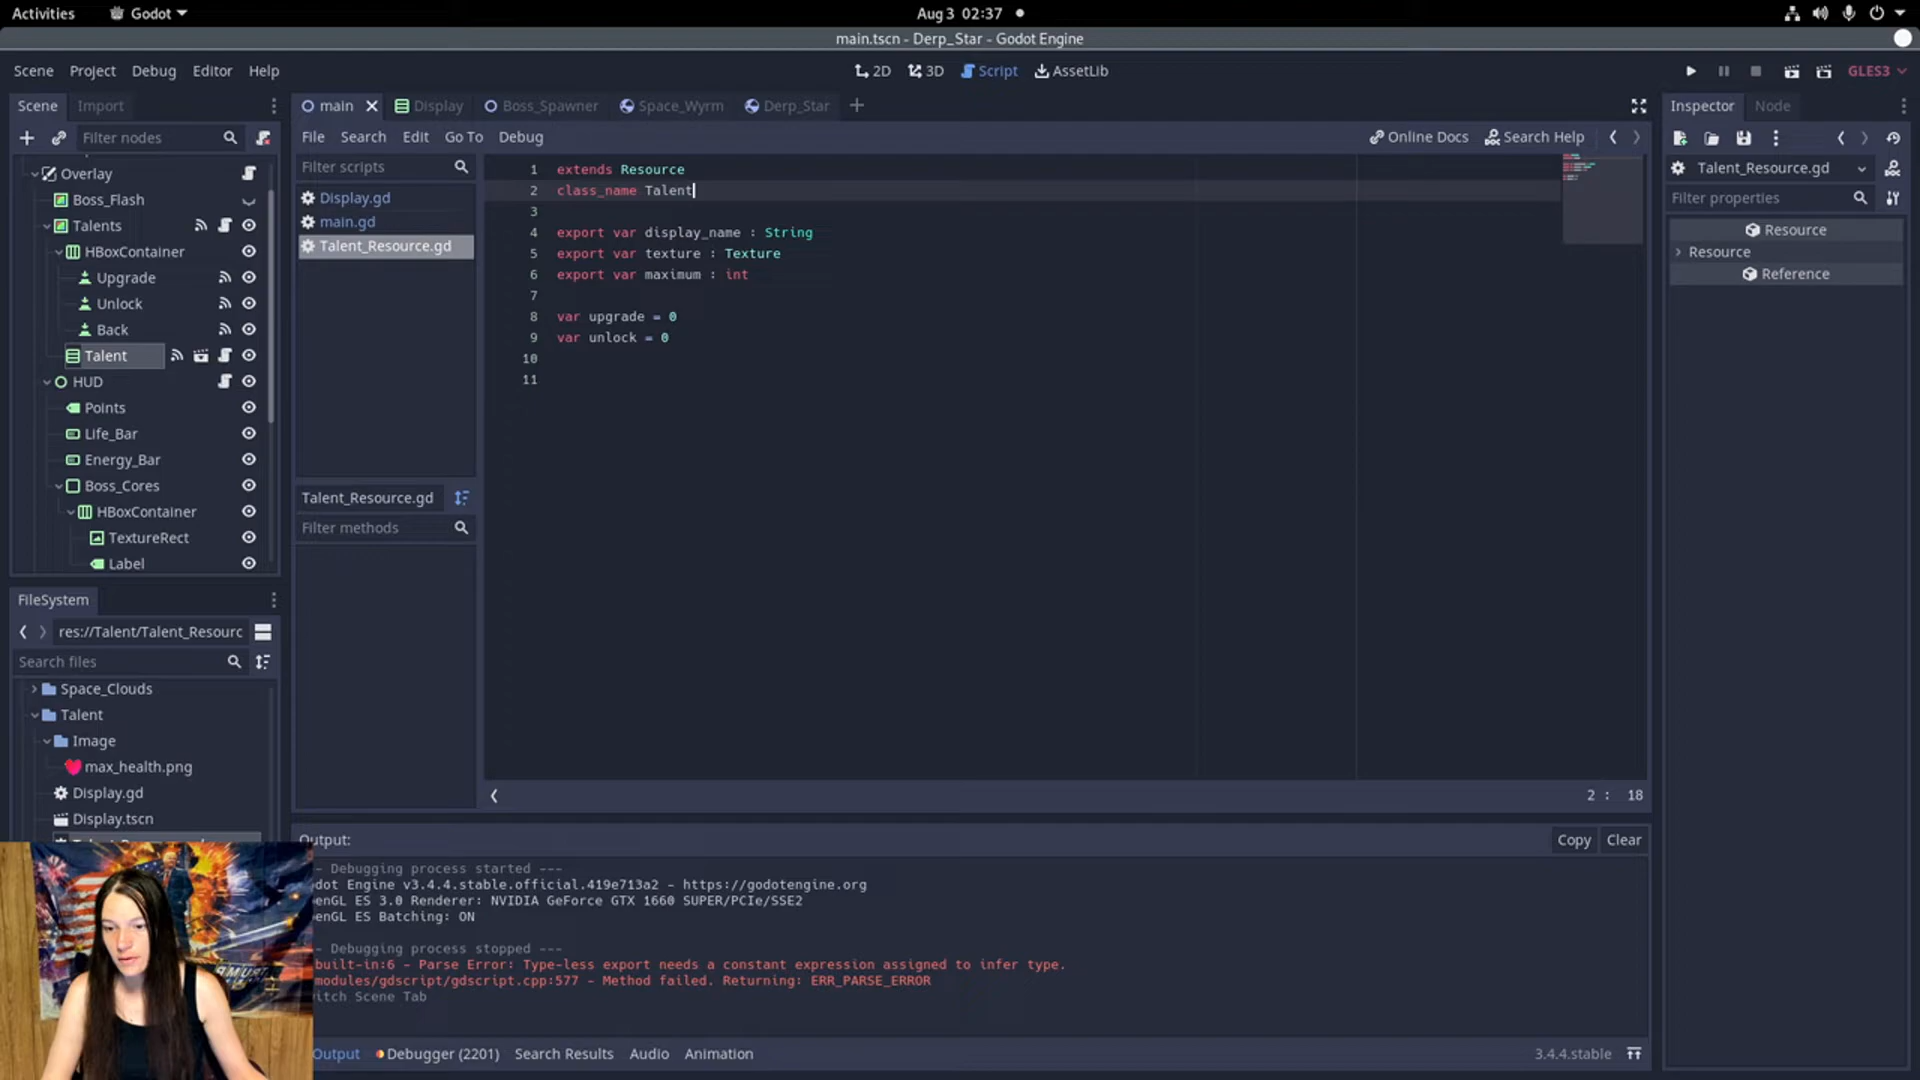 Activities
Godot
Aug 3 02:37
main.tscn - Derp_Star - Godot Engine
Scene Project Debug Editor Help
2D 3D Script AssetLib
GLES3
Scene Import
main Display Boss_Spawner Space_Wyrm Derp_Star
Inspector Node
Filter nodes
File Search Edit Go To Debug
Online Docs Search Help
Filter scripts
Display.gd
main.gd
Talent_Resource.gd
Talent_Resource.gd
Filter methods
Overlay
Boss_Flash
Talents
HBoxContainer
Upgrade
Unlock
Back
Talent
HUD
Points
Life_Bar
Energy_Bar
Boss_Cores
HBoxContainer
TextureRect
Label
1 extends Resource
2 class_name Talent
3
4 export var display_name : String
5 export var texture : Texture
6 export var maximum : int
7
8 var upgrade = 0
9 var unlock = 0
10
11
2 : 18
Talent_Resource.gd
Filter properties
Resource
Resource
Reference
FileSystem
res://Talent/Talent_Resourc
Search files
Space_Clouds
Talent
Image
max_health.png
Display.gd
Display.tscn
Output:
Copy Clear
- Debugging process started ---
odot Engine v3.4.4.stable.official.419e713a2 - https://godotengine.org
penGL ES 3.0 Renderer: NVIDIA GeForce GTX 1660 SUPER/PCIe/SSE2
penGL ES Batching: ON
- Debugging process stopped ---
built-in:6 - Parse Error: Type-less export needs a constant expression assigned to infer type.
modules/gdscript/gdscript.cpp:577 - Method failed. Returning: ERR_PARSE_ERROR
witch Scene Tab
Output Debugger (2201) Search Results Audio Animation
3.4.4.stable